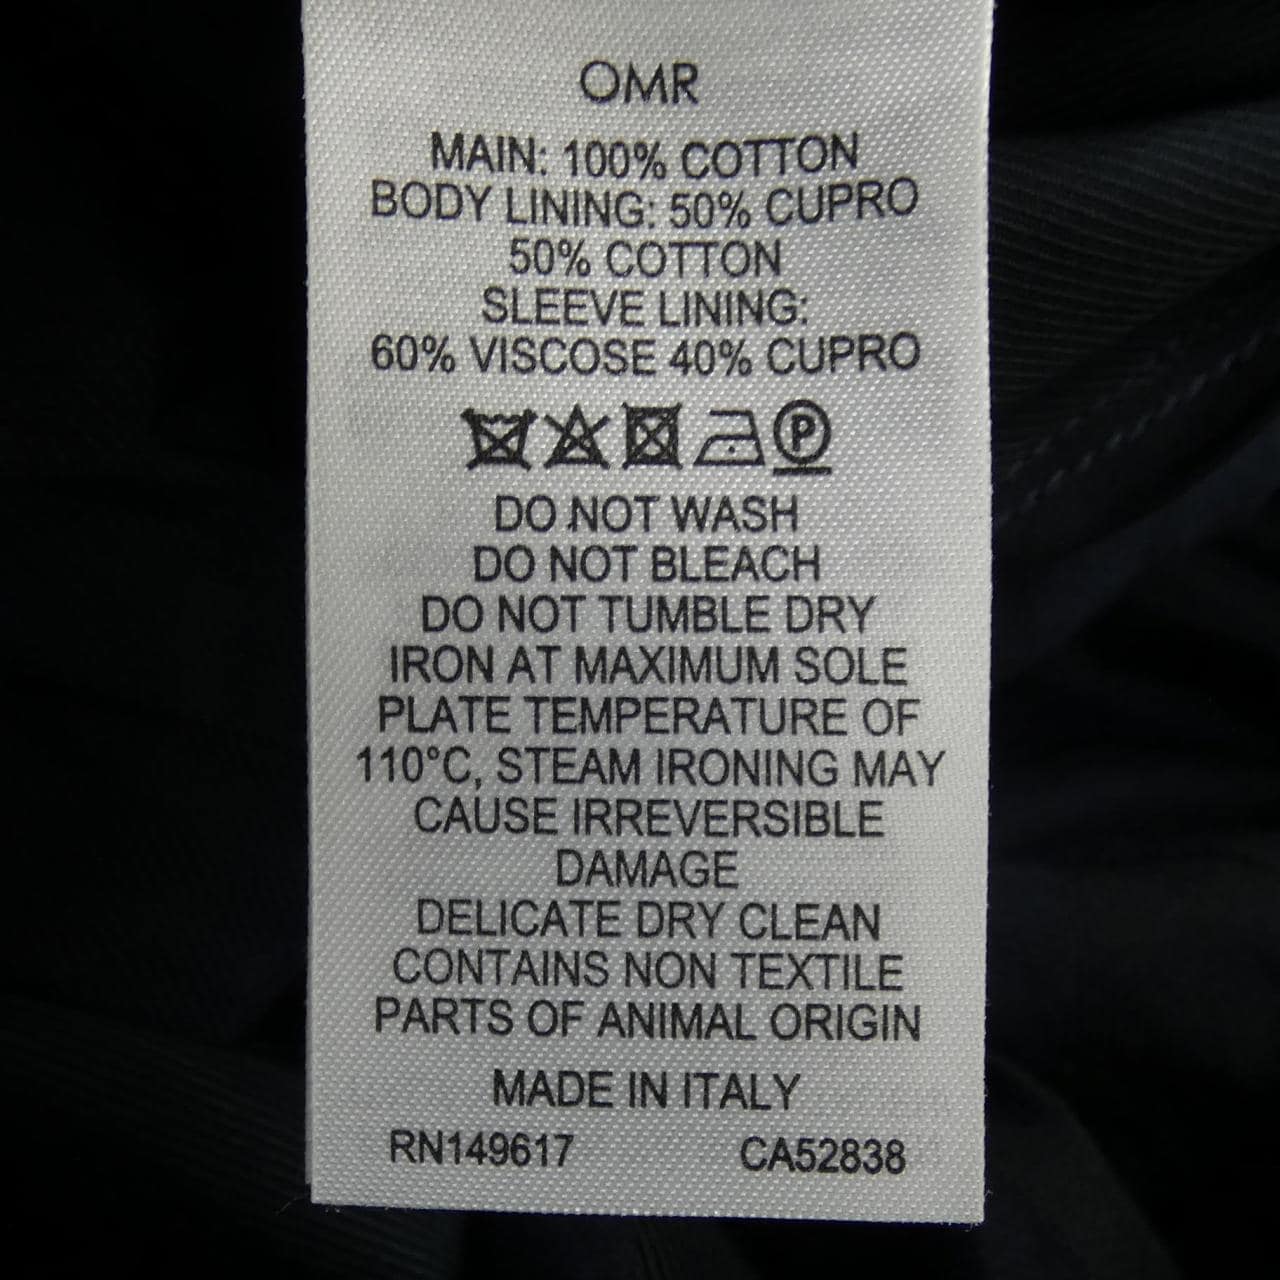 OMR
MAIN: 100% COTTON
BODY LINING: 50% CUPRO
50% COTTON
SLEEVE LINING:
60% VISCOSE 40% CUPRO
P
DO NOT WASH
DO NOT BLEACH
DO NOT TUMBLE DRY
IRON AT MAXIMUM SOLE
PLATE TEMPERATURE OF
110°C, STEAM IRONING MAY
CAUSE IRREVERSIBLE
DAMAGE
DELICATE DRY CLEAN
CONTAINS NON TEXTILE
PARTS OF ANIMAL ORIGIN
MADE IN ITALY
RN149617 CA52838